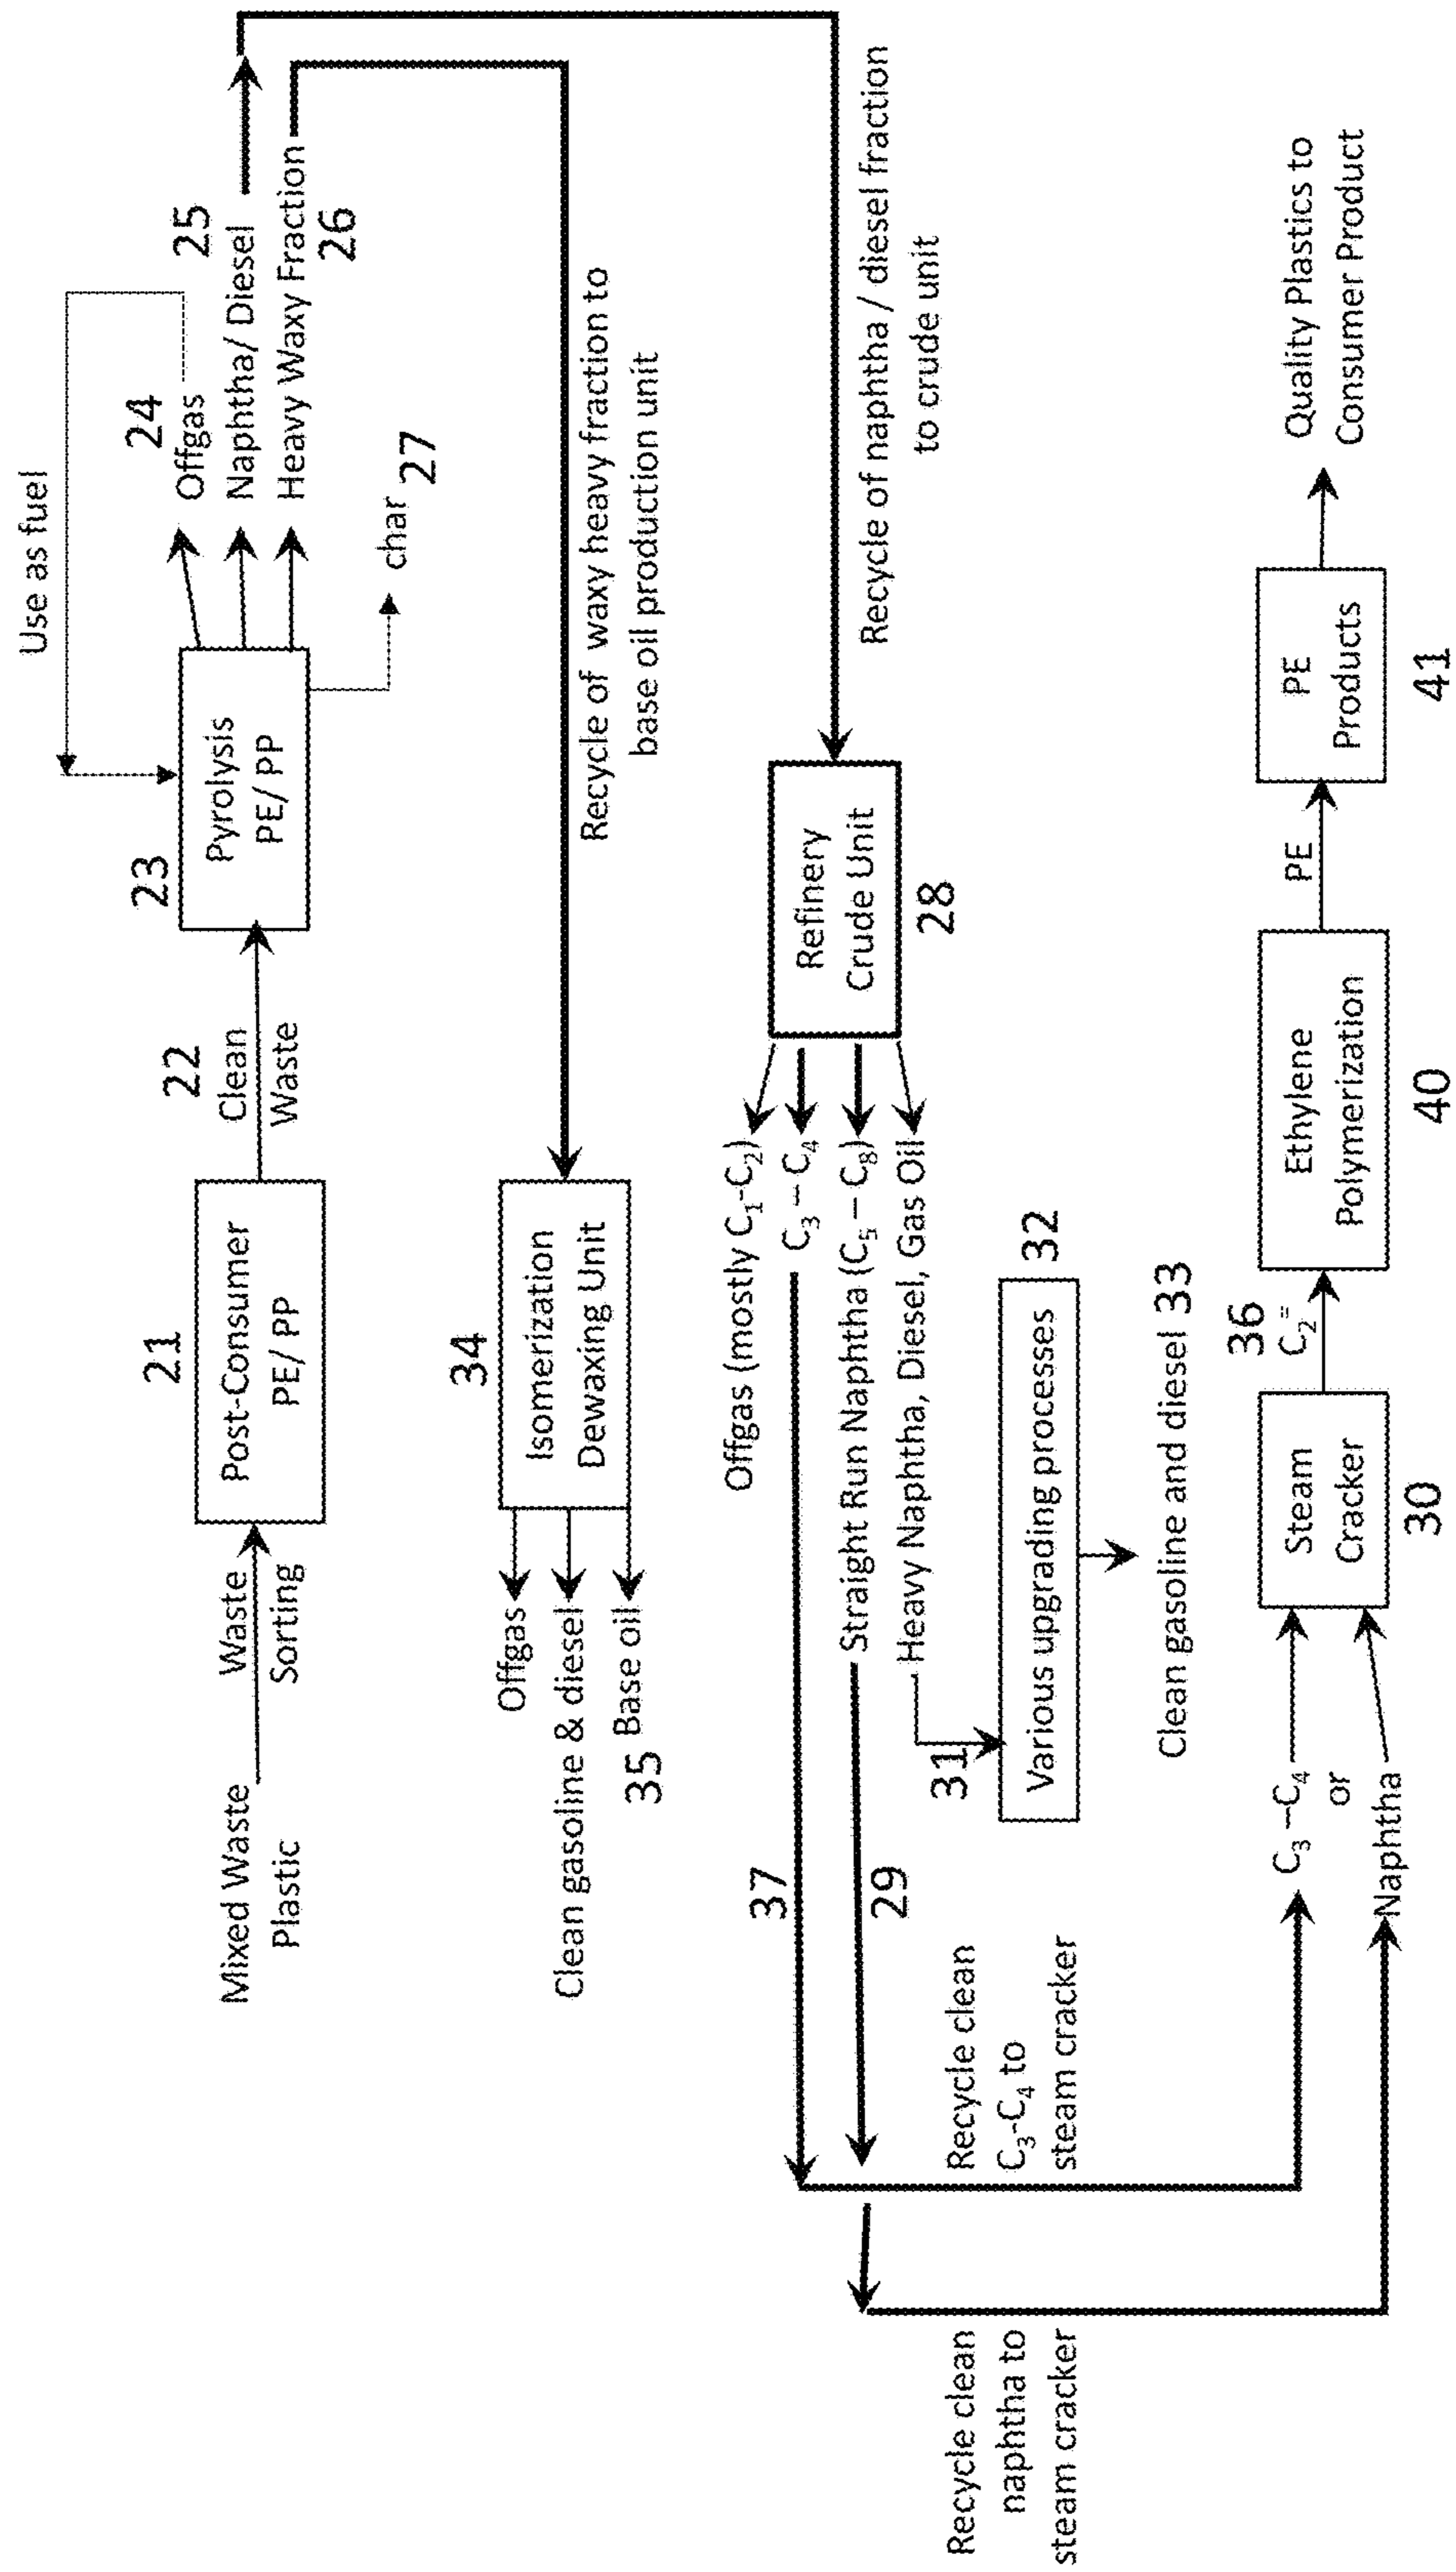 Use as fuel
Mixed Waste
Plastic
Waste
Sorting
21
Post-Consumer
PE/ PP
22
Clean
Waste
23
Pyrolysis
PE/ PP
24
Offgas
25
Naphtha/ Diesel
Heavy Waxy Fraction
26
char 27
34
Isomerization
Dewaxing Unit
Offgas
Clean gasoline & diesel
35 Base oil
Recycle of waxy heavy fraction to
base oil production unit
Offgas (mostly C₁-C₂)
C₃ – C₄
Straight Run Naphtha (C₅ – C₈)
Heavy Naphtha, Diesel, Gas Oil
Refinery
Crude Unit
28
Recycle of naphtha / diesel fraction
to crude unit
37
29
31
Various upgrading processes
32
Clean gasoline and diesel 33
Recycle clean
naphtha to
steam cracker
Recycle clean
C₃-C₄ to
steam cracker
C₃ –C₄
or
Naphtha
Steam
Cracker
30
36
C₂⁼
Ethylene
Polymerization
40
PE
PE
Products
41
Quality Plastics to
Consumer Product